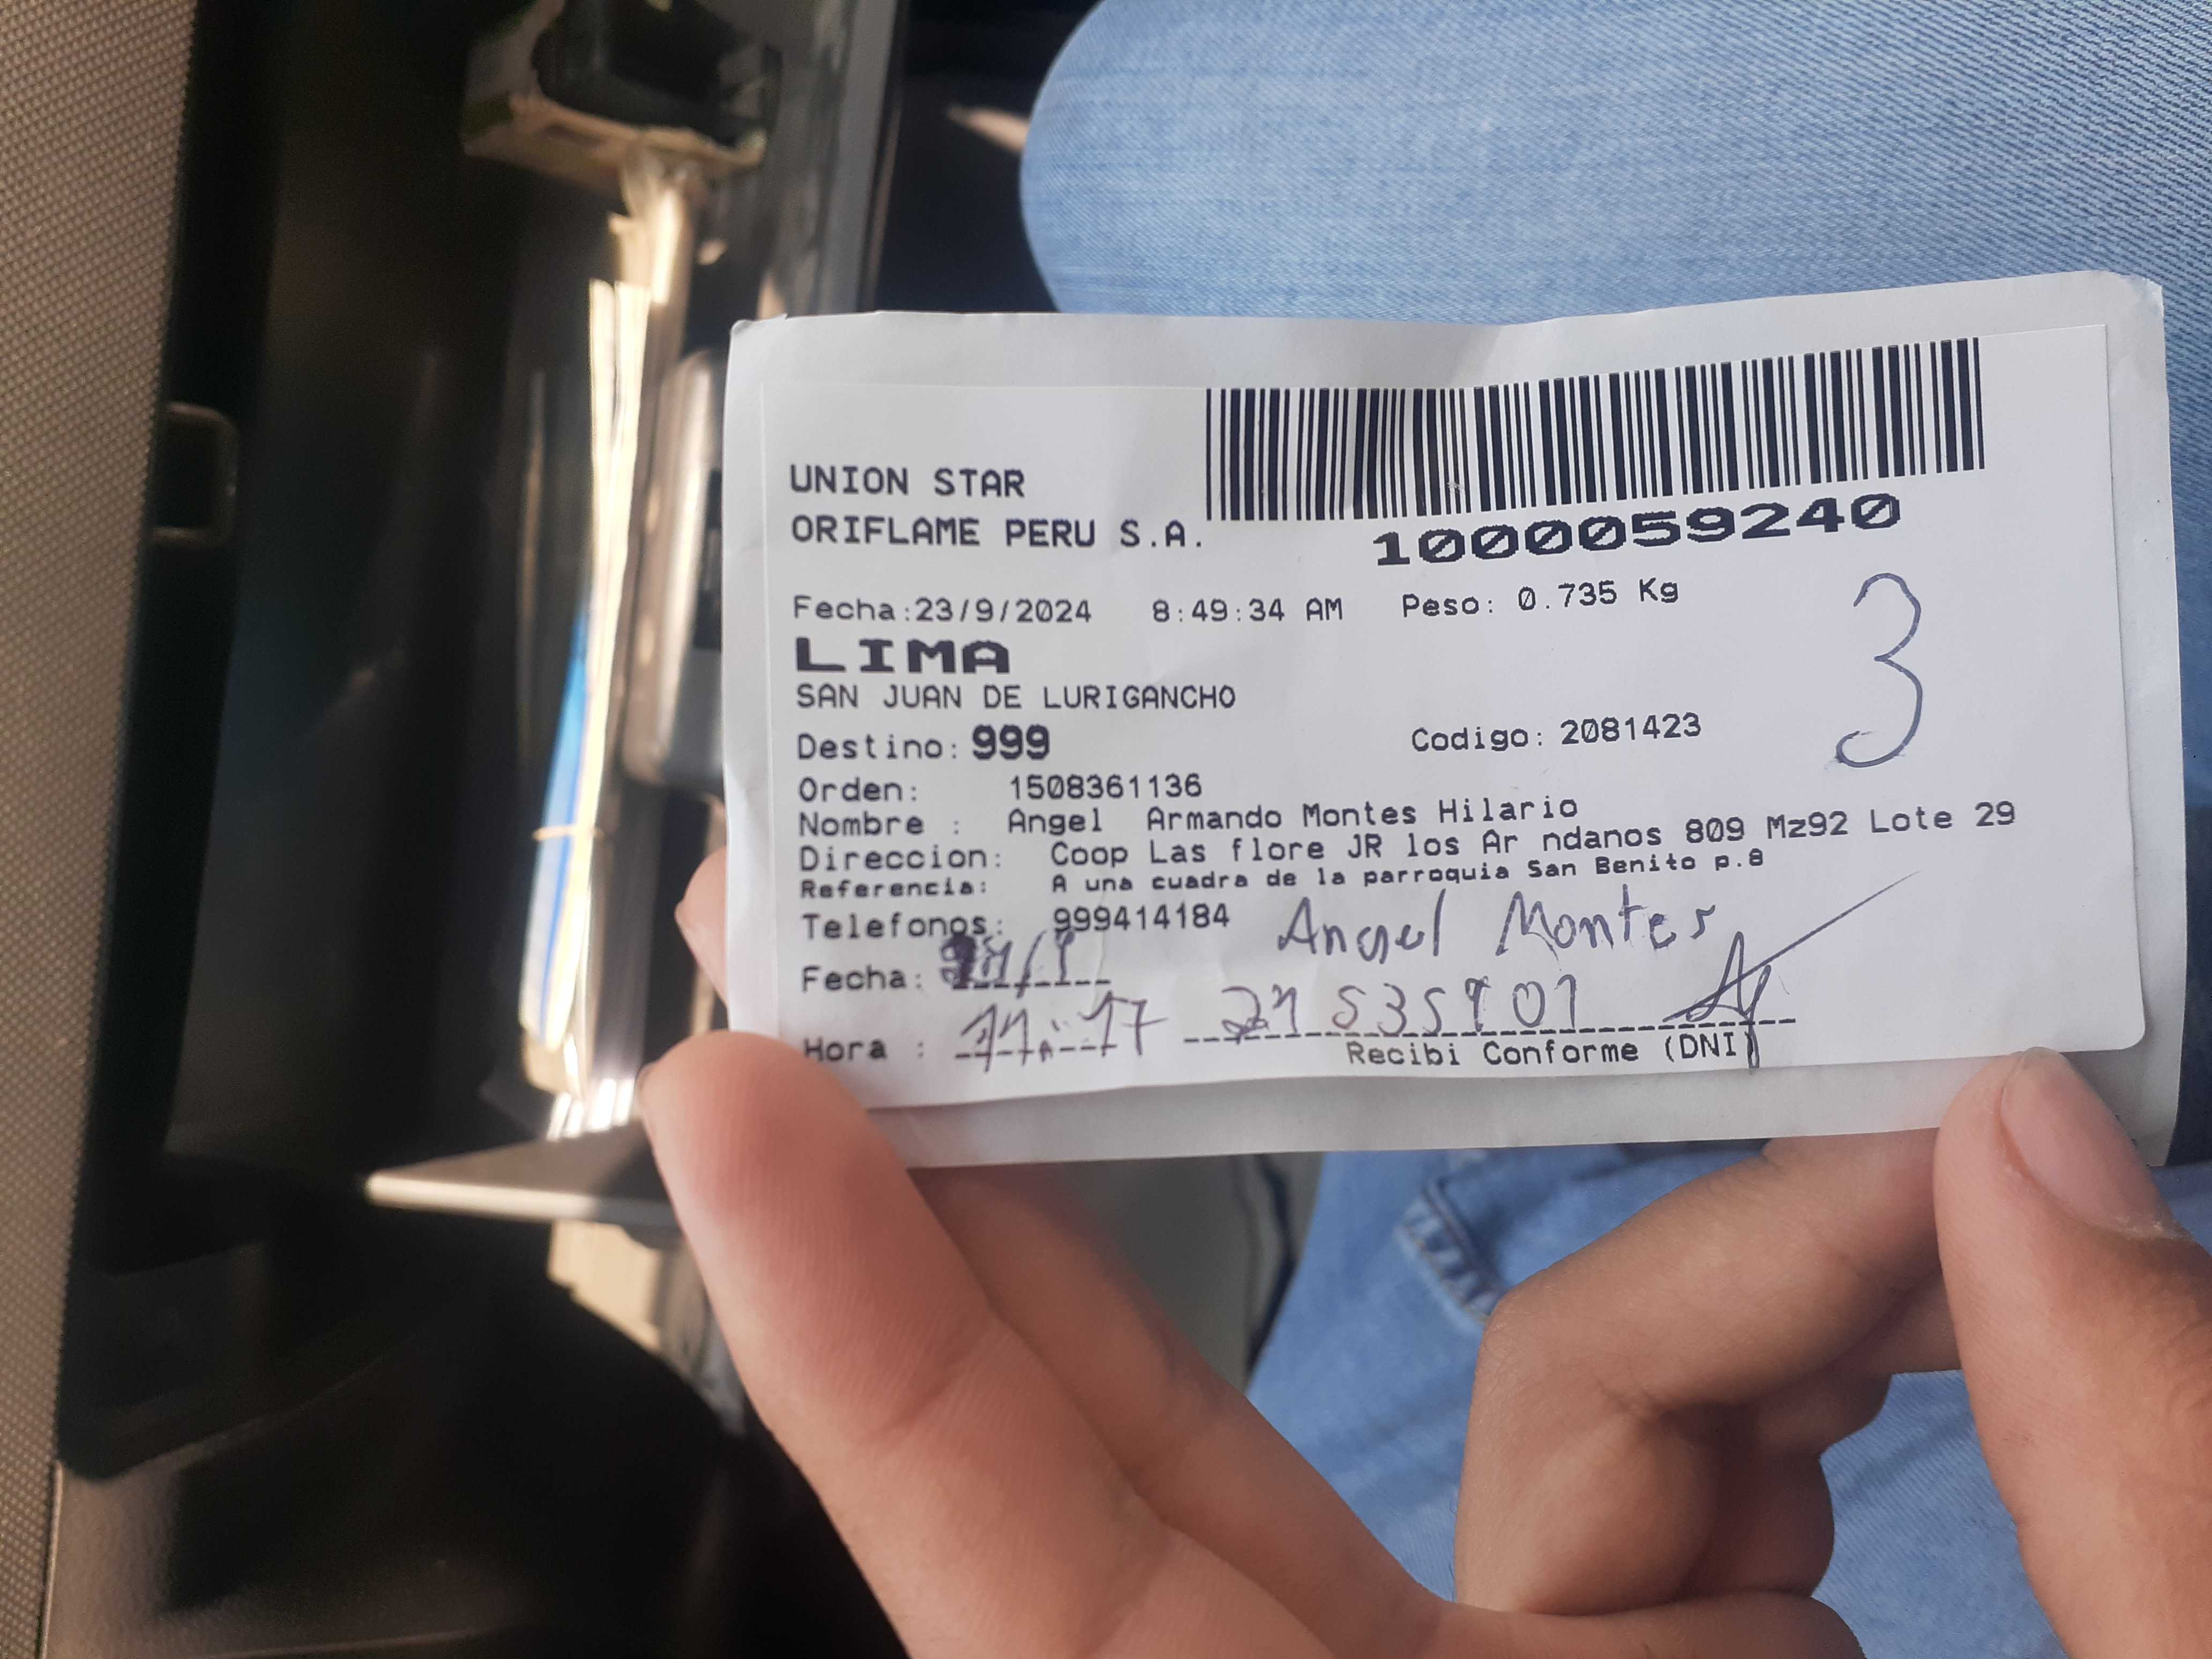 UNION STAR
ORIFLAME PERU S.A.
1000059240
Fecha:23/9/2024 8:49:34 AM Peso: 0.735 Kg
3
LIMA
SAN JUAN DE LURIGANCHO
Destino: 999 Codigo: 2081423
Orden: 1508361136
Nombre : Angel Armando Montes Hilario
Direccion: Coop Las flore JR los Ar ndanos 809 Mz92 Lote 29
Referencia: A una cuadra de la parroquia San Benito p.8
Telefonos: 999414184 Angel Montes
Fecha:
Hora : 11:17
Recibi Conforme (DNI)